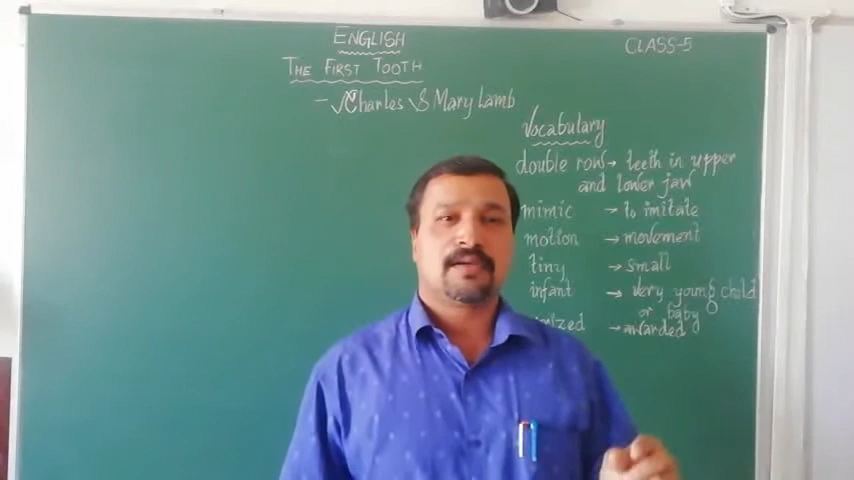 ENGLISH
CLASS-5
THE FIRST TOOTH
- Charles & Mary Lamb
Vocabulary
double rows → teeth in upper
and lower jaw
mimic → to imitate
motion → movement
tiny → small
infant → very young child
or baby
→ awarded